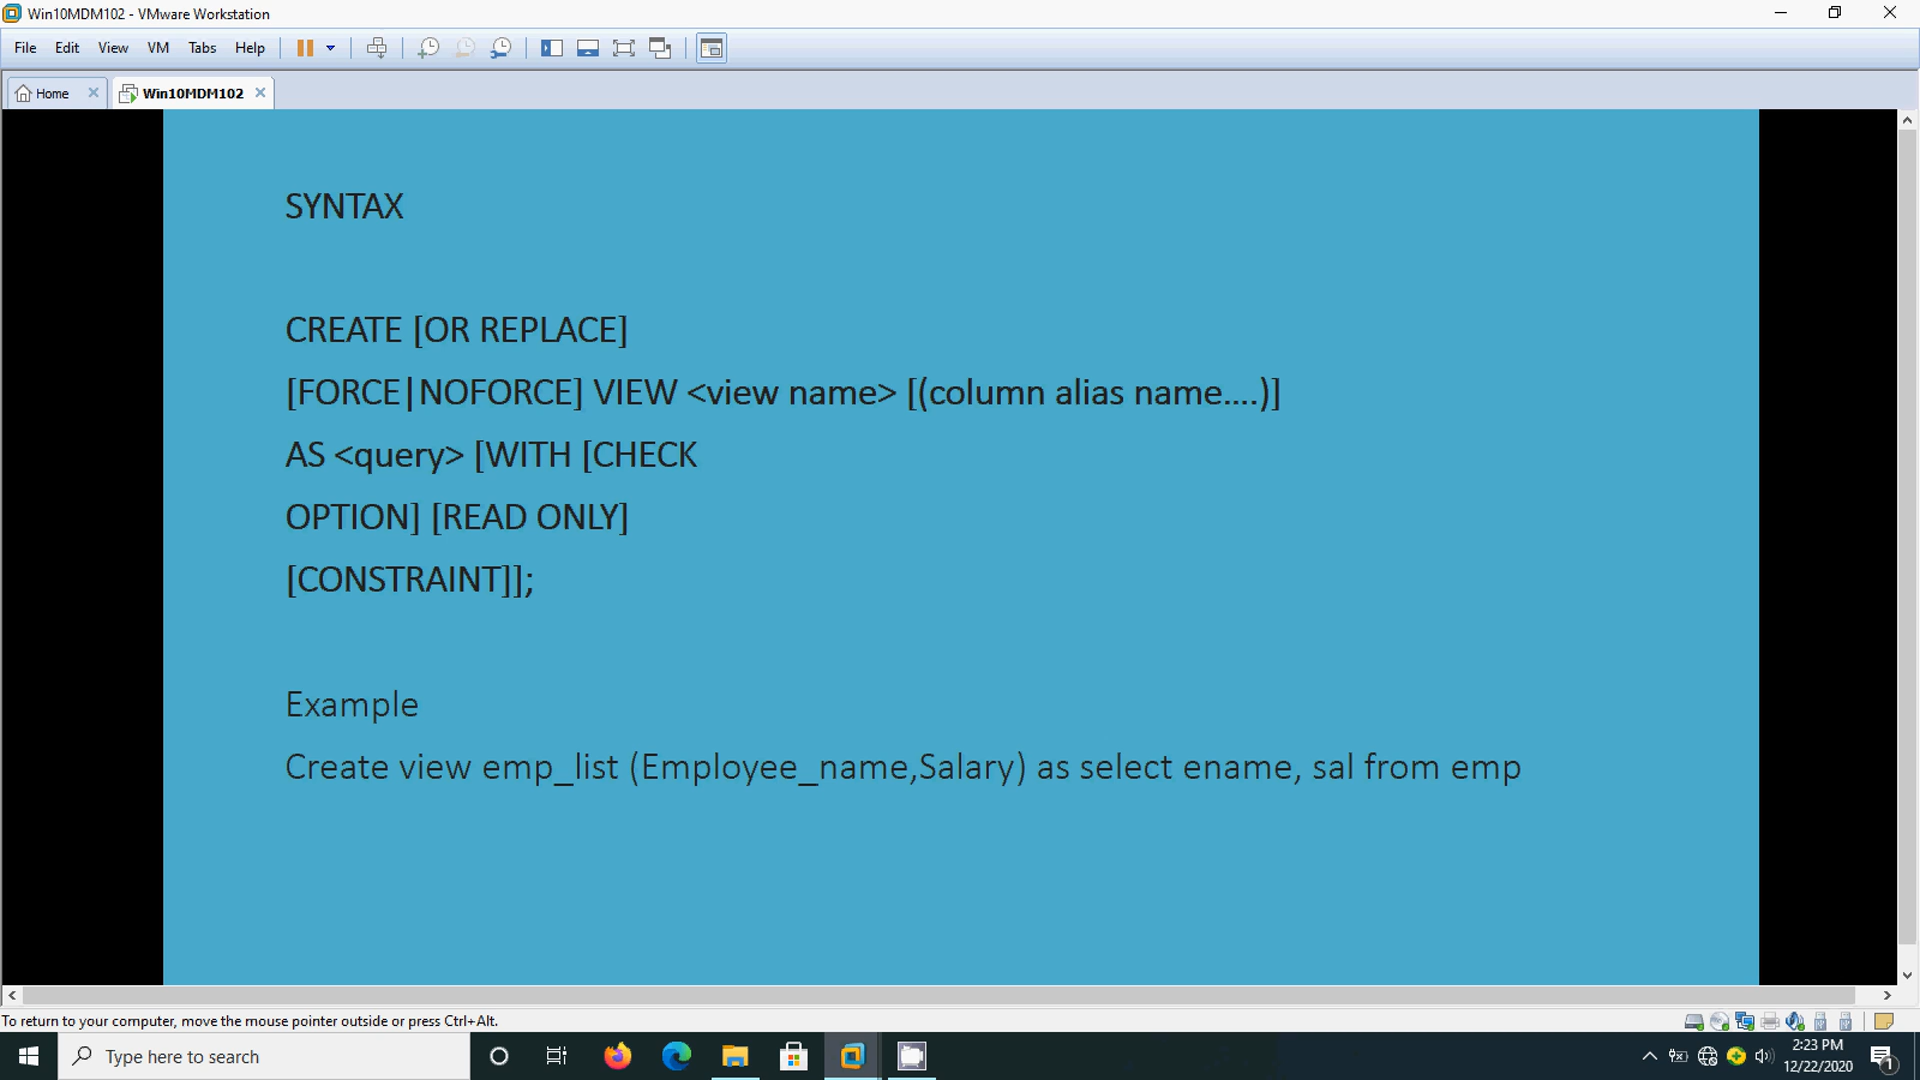 Win10MDM102 - VMware Workstation
File Edit View VM Tabs Help
Home Win10MDM102
SYNTAX
CREATE [OR REPLACE]
[FORCE|NOFORCE] VIEW <view name> [(column alias name....)]
AS <query> [WITH [CHECK
OPTION] [READ ONLY]
[CONSTRAINT]];
Example
Create view emp_list (Employee_name,Salary) as select ename, sal from emp
To return to your computer, move the mouse pointer outside or press Ctrl+Alt.
Type here to search
2:23 PM
12/22/2020
1